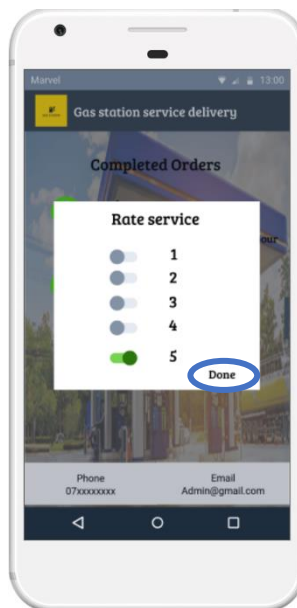 Marvel 13:00
Gas station service delivery
Completed Orders
Rate service
our
1
2
3
4
5
Done
Phone Email
07xxxxxxxx Admin@gmail.com